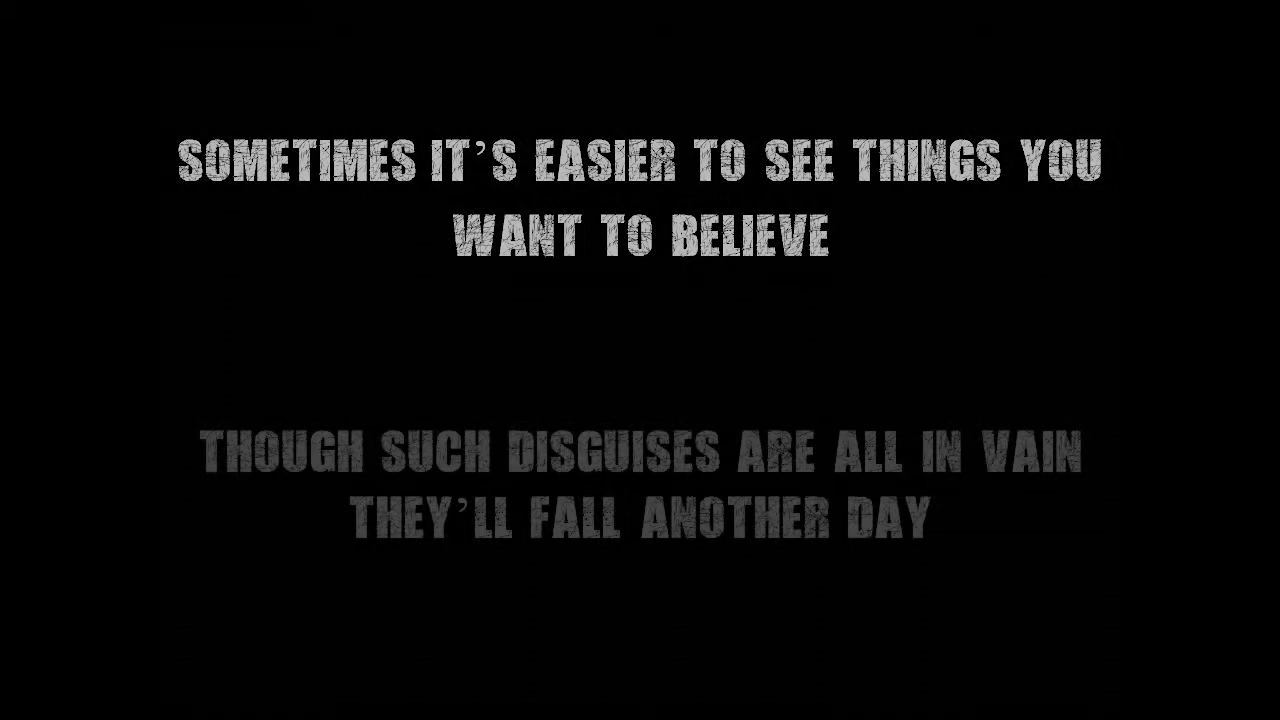 SOMETIMES IT'S EASIER TO SEE THINGS YOU
WANT TO BELIEVE
THOUGH SUCH DISGUISES ARE ALL IN VAIN
THEY'LL FALL ANOTHER DAY